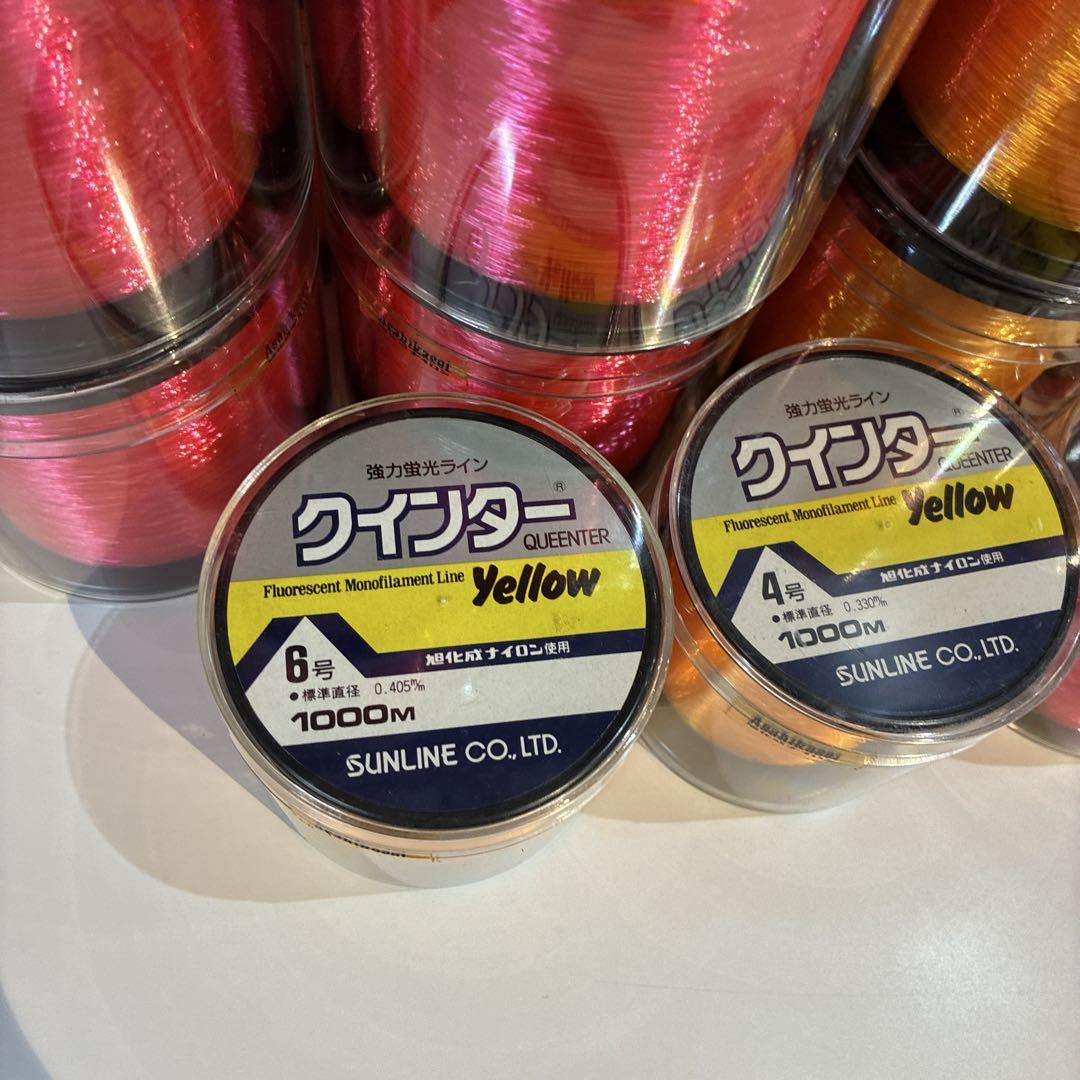 強力蛍光ライン
クインター®
QUEENTER
Fluorescent Monofilament Line Yellow
旭化成ナイロン使用
6号
●標準直径 0.405㎜
1000M
SUNLINE CO., LTD.
強力蛍光ライン
クインター®
QUEENTER
Fluorescent Monofilament Line Yellow
旭化成ナイロン使用
4号
●標準直径 0.330㎜
1000M
SUNLINE CO., LTD.
Asahikasei
Asahikasei
Asahikasei